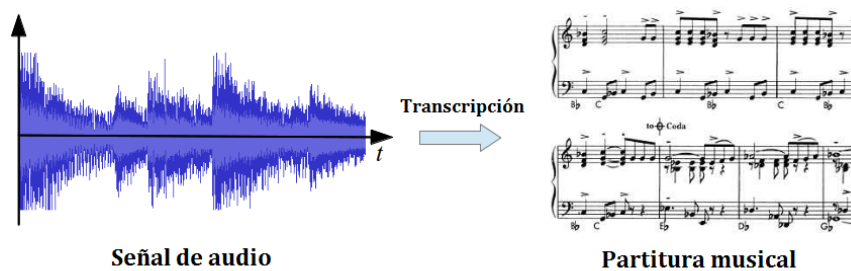 Transcripción
t
B♭ C B♭ C
to Coda
B♭ C E♭ D♭ G♭
Señal de audio
Partitura musical